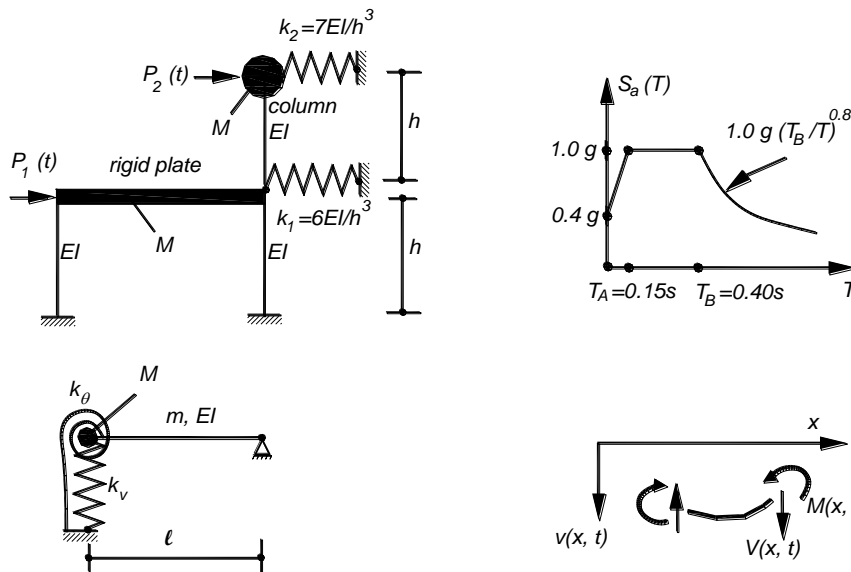 k₂=7EI/h³
P₂ (t)
M
column
EI
h
P₁ (t)
rigid plate
k₁=6EI/h³
M
EI
EI
h
Sₐ (T)
1.0 g (T_B /T)^0.8
1.0 g
0.4 g
T_A =0.15s
T_B =0.40s
T
k_θ
M
m, EI
k_v
ℓ
x
v(x, t)
M(x,
V(x, t)